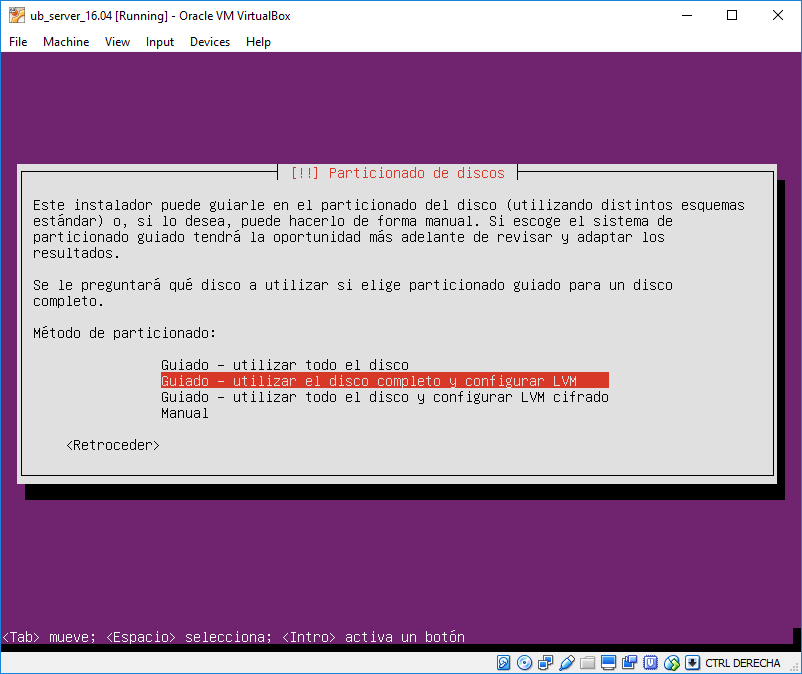 ub_server_16.04 [Running] - Oracle VM VirtualBox
File Machine View Input Devices Help
[!!] Particionado de discos
Este instalador puede guiarle en el particionado del disco (utilizando distintos esquemas
estándar) o, si lo desea, puede hacerlo de forma manual. Si escoge el sistema de
particionado guiado tendrá la oportunidad más adelante de revisar y adaptar los
resultados.
Se le preguntará qué disco a utilizar si elige particionado guiado para un disco
completo.
Método de particionado:
Guiado - utilizar todo el disco
Guiado - utilizar el disco completo y configurar LVM
Guiado - utilizar todo el disco y configurar LVM cifrado
Manual
<Retroceder>
<Tab> mueve; <Espacio> selecciona; <Intro> activa un botón
CTRL DERECHA